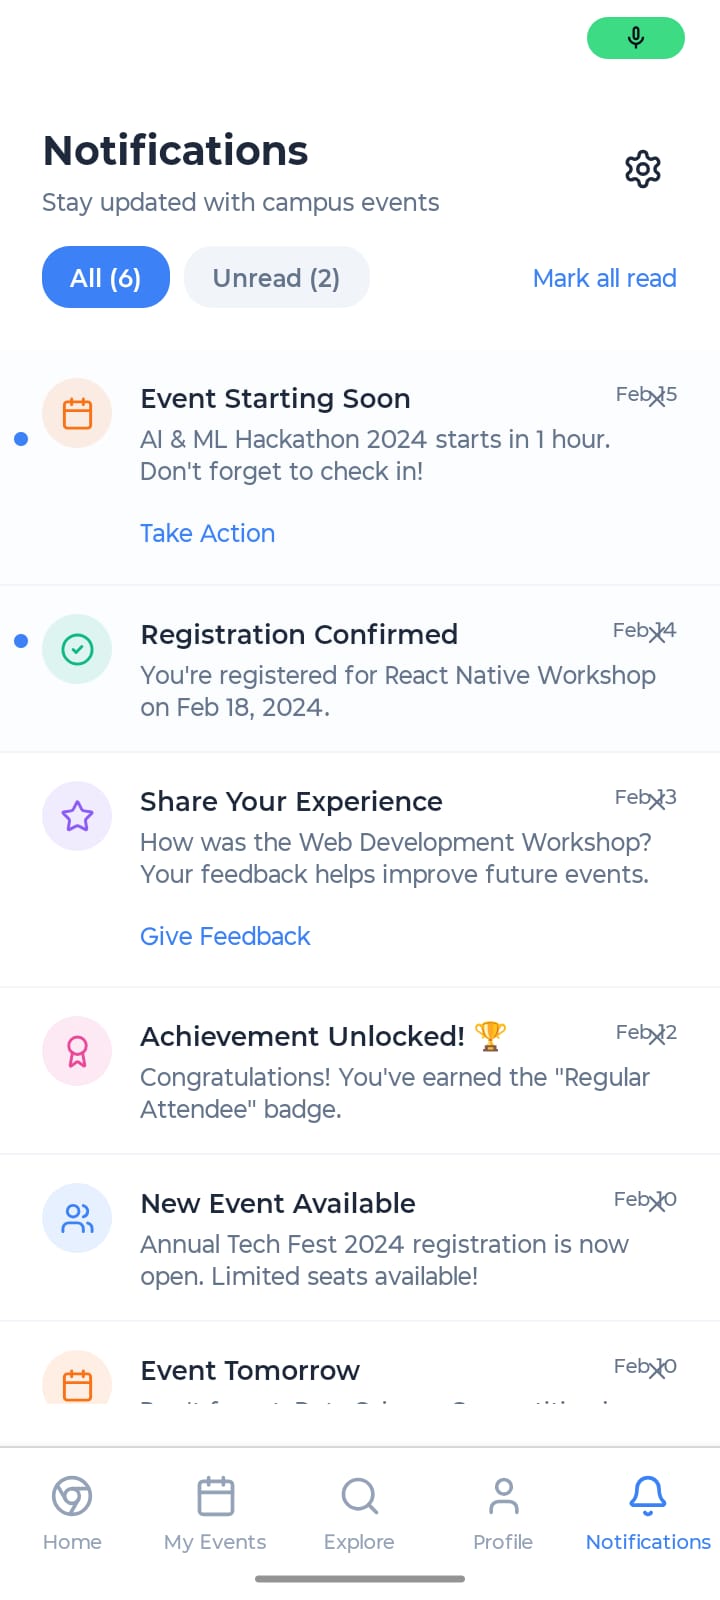 Notifications
Stay updated with campus events
All (6)
Unread (2)
Mark all read
Event Starting Soon
Feb 15
AI & ML Hackathon 2024 starts in 1 hour.
Don't forget to check in!
Take Action
Registration Confirmed
Feb 14
You're registered for React Native Workshop
on Feb 18, 2024.
Share Your Experience
Feb 13
How was the Web Development Workshop?
Your feedback helps improve future events.
Give Feedback
Achievement Unlocked! 🏆
Feb 12
Congratulations! You've earned the "Regular
Attendee" badge.
New Event Available
Feb 10
Annual Tech Fest 2024 registration is now
open. Limited seats available!
Event Tomorrow
Feb 10
Home
My Events
Explore
Profile
Notifications